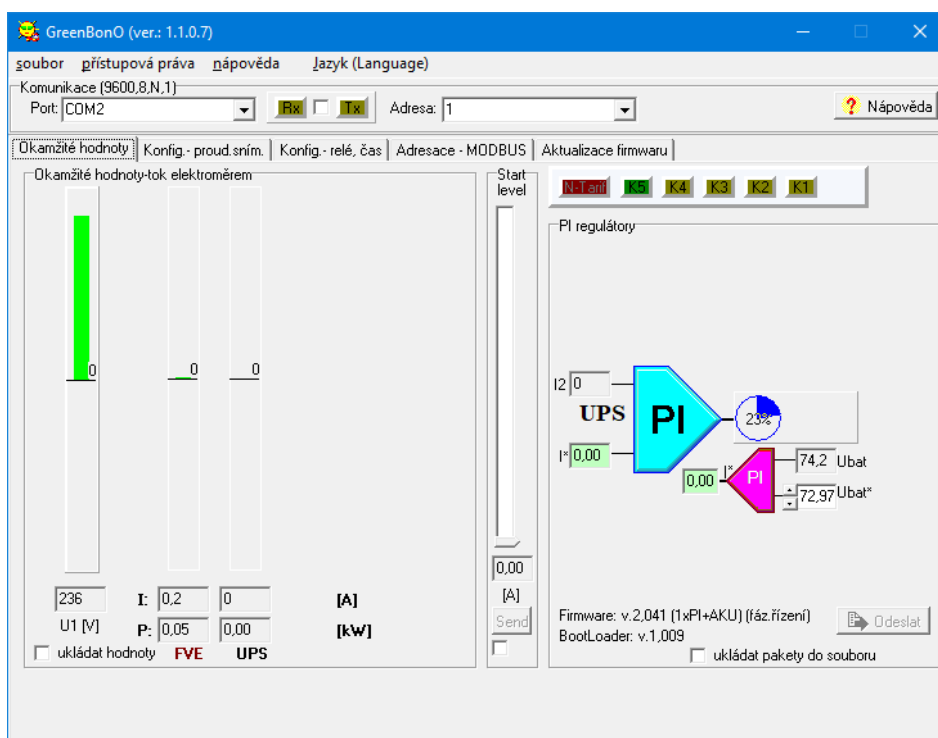 GreenBonO (ver.: 1.1.0.7)
soubor přístupová práva nápověda Jazyk (Language)
Komunikace (9600,8,N,1)
Port: COM2 Rx Tx Adresa: 1 ? Nápověda
Okamžité hodnoty Konfig.- proud.sním. Konfig.- relé, čas Adresace - MODBUS Aktualizace firmwaru
Okamžité hodnoty-tok elektroměrem
0 0 0
236 I: 0,2 0 [A]
U1 [V] P: 0,05 0,00 [kW]
ukládat hodnoty FVE UPS
Start
level
0,00
[A]
Send
N-Tarif K5 K4 K3 K2 K1
PI regulátory
I2 0
UPS PI 23%
I* 0,00
0,00 I* PI 74,2 Ubat
72,97 Ubat*
Firmware: v.2,041 (1xPI+AKU) (fáz.řízení)
BootLoader: v.1,009
Odeslat
ukládat pakety do souboru